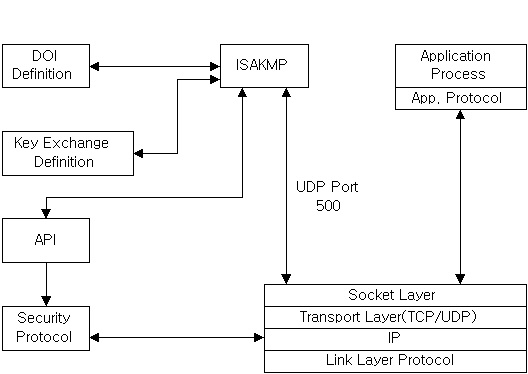 DOI
Definition
ISAKMP
Application
Process
App. Protocol
Key Exchange
Definition
UDP Port
500
API
Security
Protocol
Socket Layer
Transport Layer(TCP/UDP)
IP
Link Layer Protocol